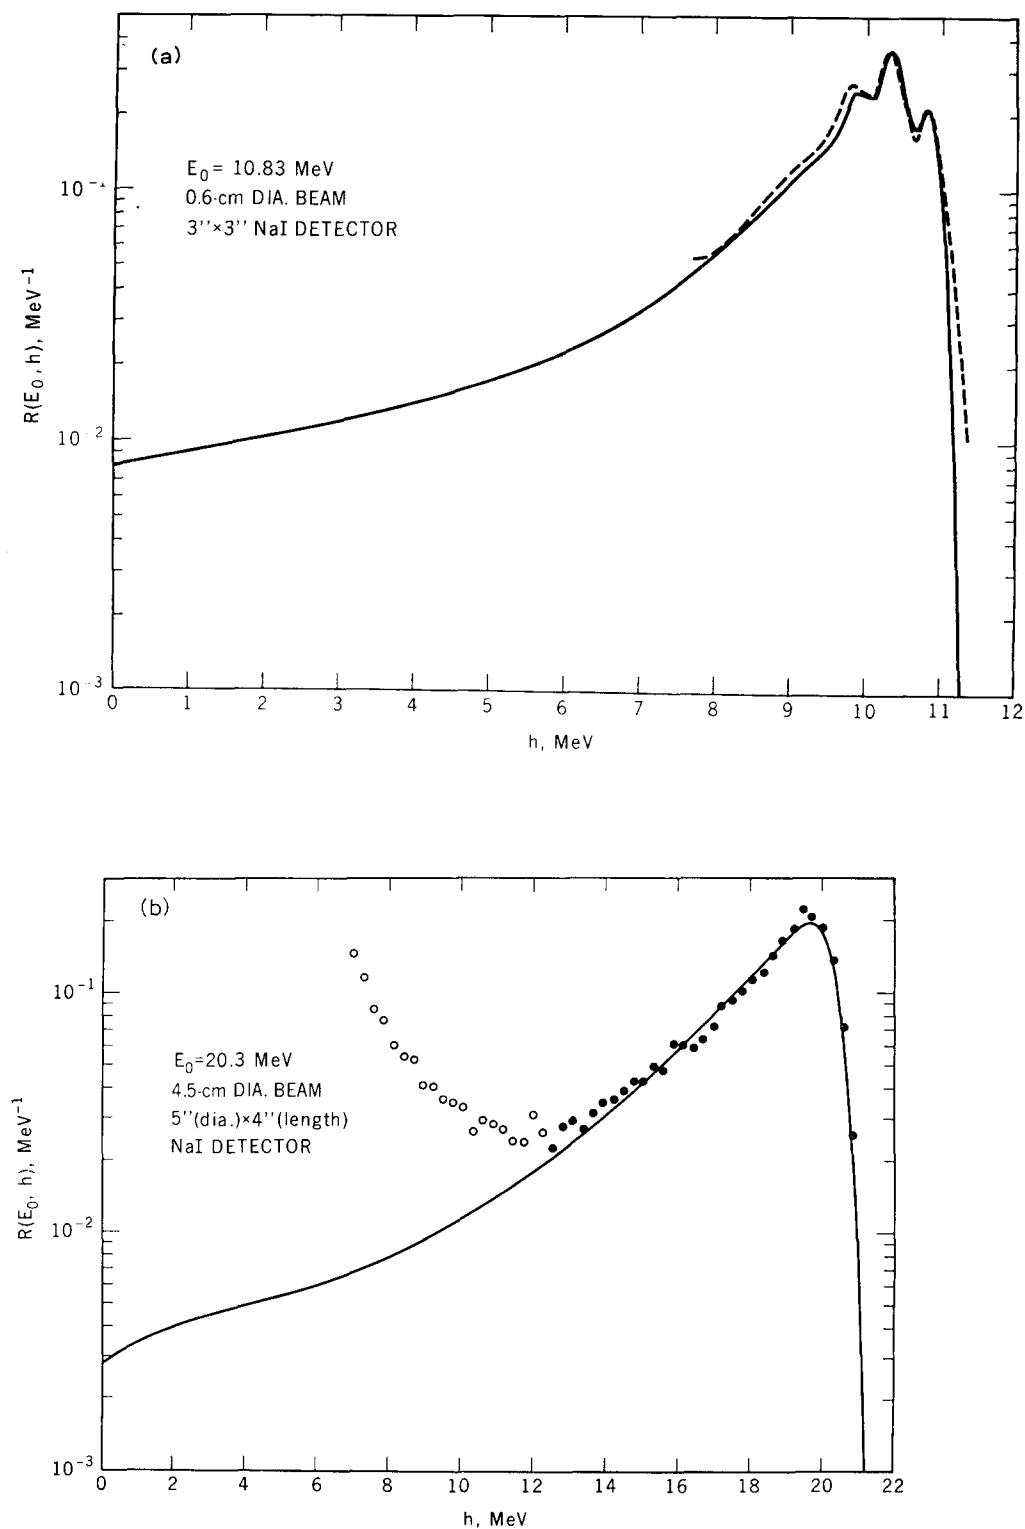 (a)
E₀ = 10.83 MeV
0.6-cm DIA. BEAM
3''×3'' NaI DETECTOR
R(E₀, h), MeV⁻¹
10⁻¹
10⁻²
10⁻³
0 1 2 3 4 5 6 7 8 9 10 11 12
h, MeV
(b)
E₀=20.3 MeV
4.5-cm DIA. BEAM
5''(dia.)×4''(length)
NaI DETECTOR
R(E₀, h), MeV⁻¹
10⁻¹
10⁻²
10⁻³
0 2 4 6 8 10 12 14 16 18 20 22
h, MeV